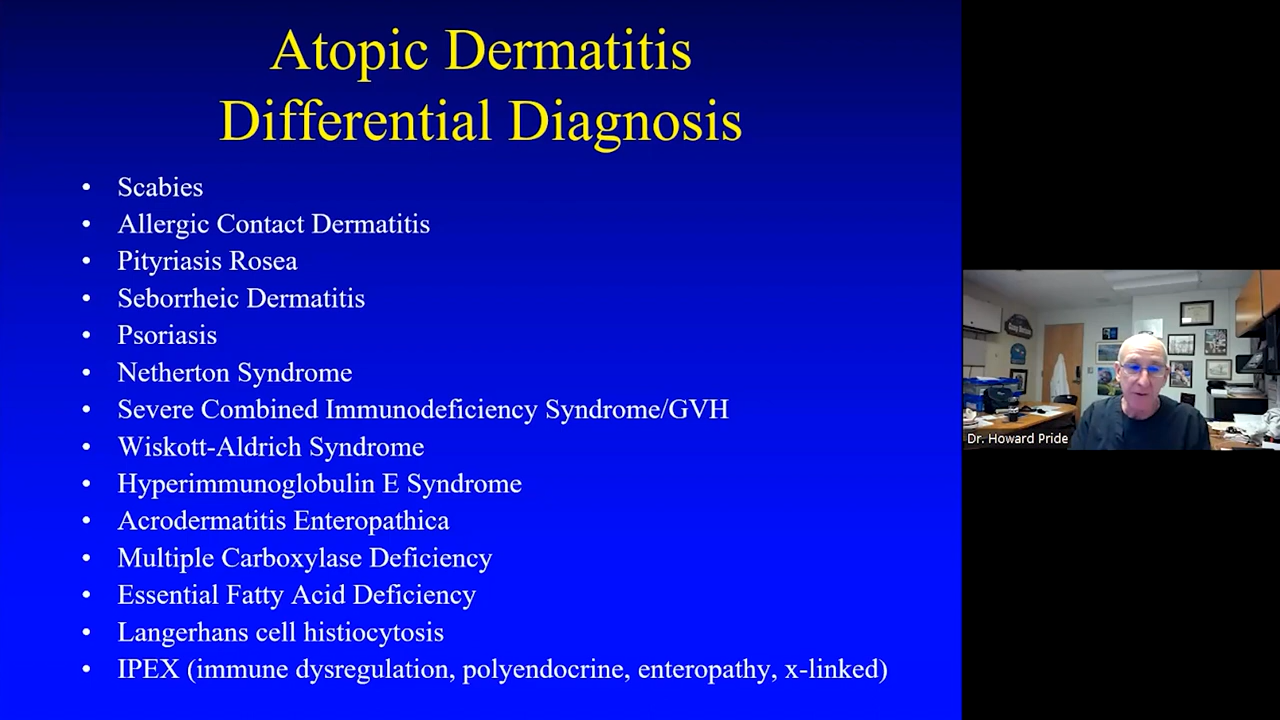 Atopic Dermatitis
Differential Diagnosis
• Scabies
• Allergic Contact Dermatitis
• Pityriasis Rosea
• Seborrheic Dermatitis
• Psoriasis
• Netherton Syndrome
• Severe Combined Immunodeficiency Syndrome/GVH
• Wiskott-Aldrich Syndrome
• Hyperimmunoglobulin E Syndrome
• Acrodermatitis Enteropathica
• Multiple Carboxylase Deficiency
• Essential Fatty Acid Deficiency
• Langerhans cell histiocytosis
• IPEX (immune dysregulation, polyendocrine, enteropathy, x-linked)
Dr. Howard Pride